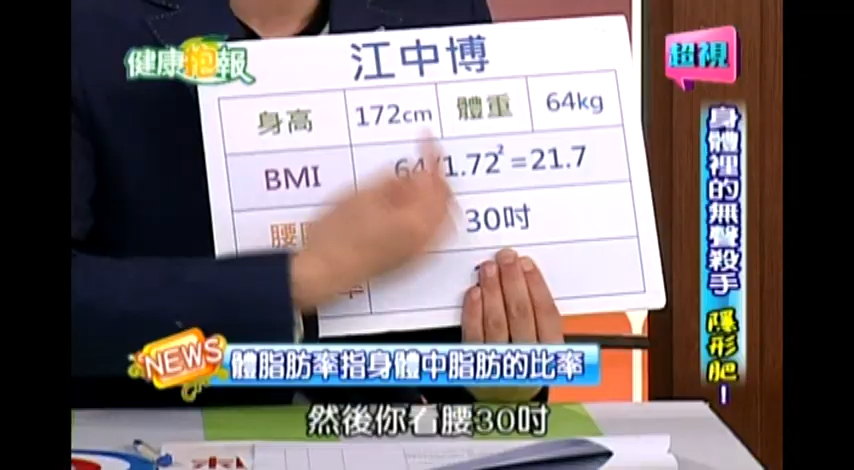 健康抱報
超視
江中博
身高 172cm 體重 64kg
BMI 64/1.72²=21.7
腰 30吋
率
身體裡的無聲殺手 隱形肥!
NEWS
體脂肪率指身體中脂肪的比率
然後你看腰30吋